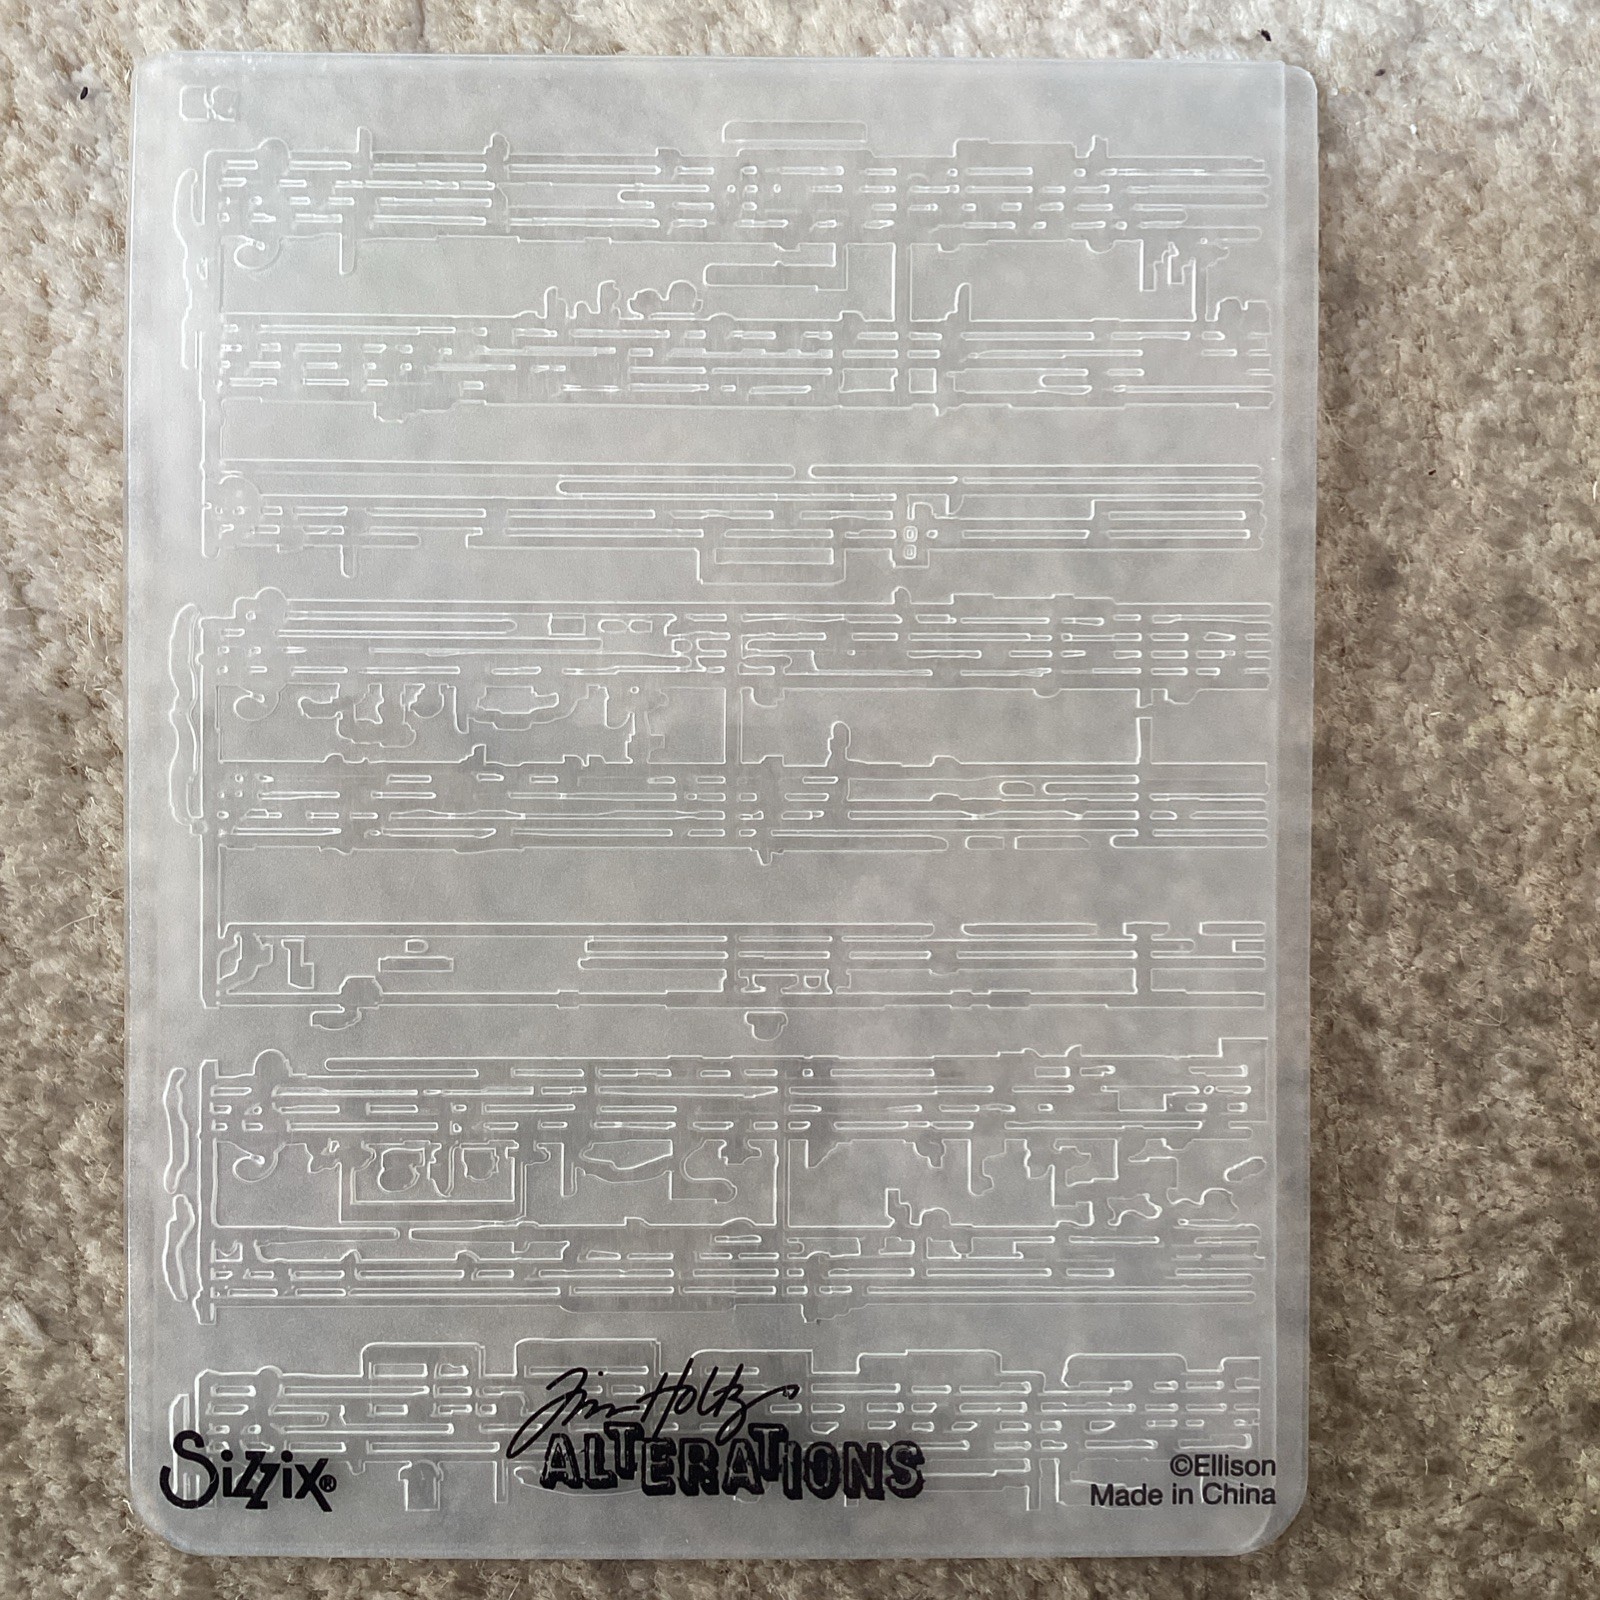 Tim Holtz
ALTERATIONS
Sizzix®
©Ellison
Made in China